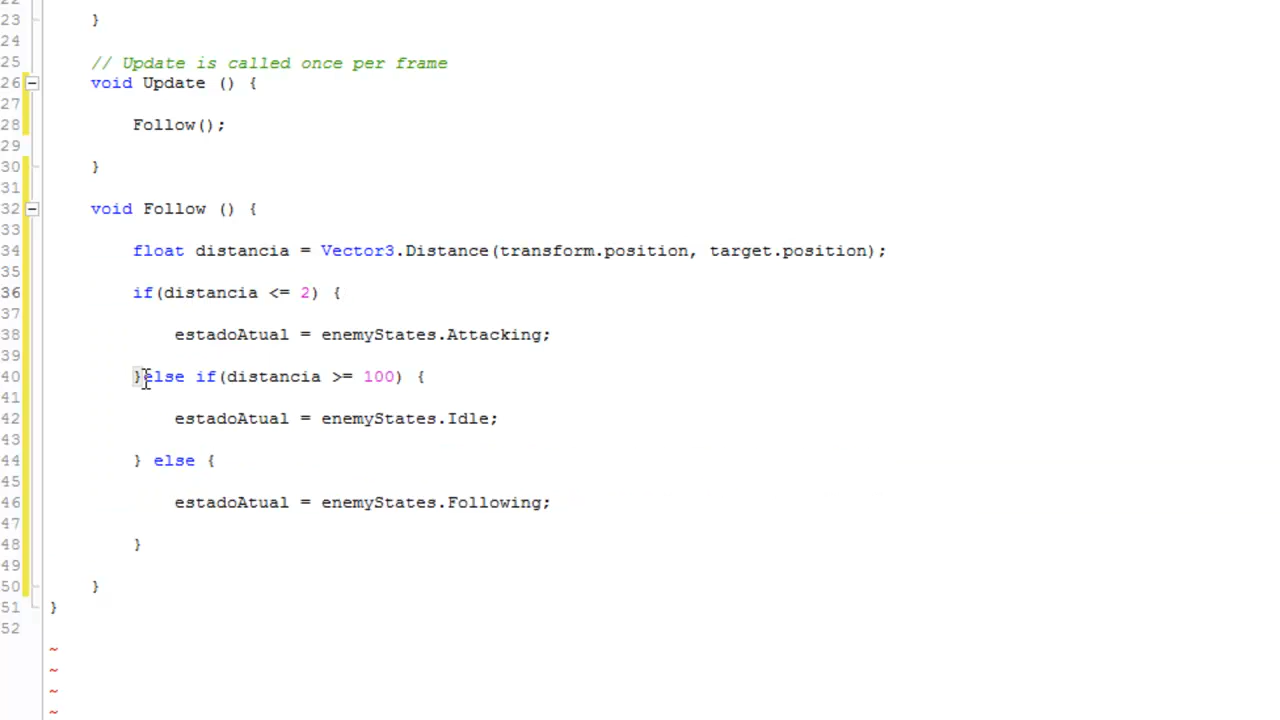 22
23 }
24
25 // Update is called once per frame
26 void Update () {
27
28 Follow();
29
30 }
31
32 void Follow () {
33
34 float distancia = Vector3.Distance(transform.position, target.position);
35
36 if(distancia <= 2) {
37
38 estadoAtual = enemyStates.Attacking;
39
40 }else if(distancia >= 100) {
41
42 estadoAtual = enemyStates.Idle;
43
44 } else {
45
46 estadoAtual = enemyStates.Following;
47
48 }
49
50 }
51 }
52
~
~
~
~